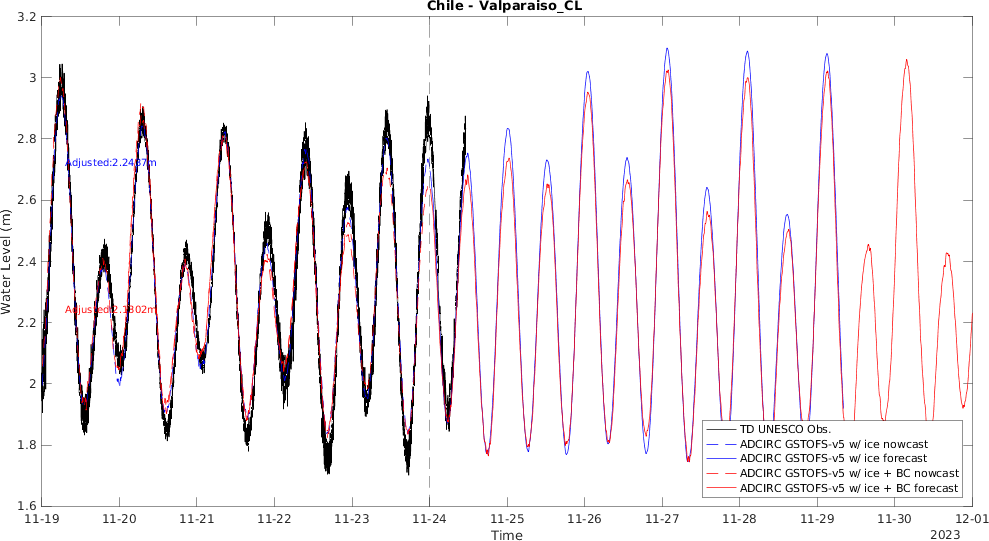 Chile - Valparaiso_CL
3.2
3
2.8
2.6
2.4
2.2
2
1.8
1.6
Water Level (m)
Adjusted:2.2487m
Adjusted:2.1302m
TD UNESCO Obs.
ADCIRC GSTOFS-v5 w/ ice nowcast
ADCIRC GSTOFS-v5 w/ ice forecast
ADCIRC GSTOFS-v5 w/ ice + BC nowcast
ADCIRC GSTOFS-v5 w/ ice + BC forecast
11-19 11-20 11-21 11-22 11-23 11-24 11-25 11-26 11-27 11-28 11-29 11-30 12-01
Time
2023